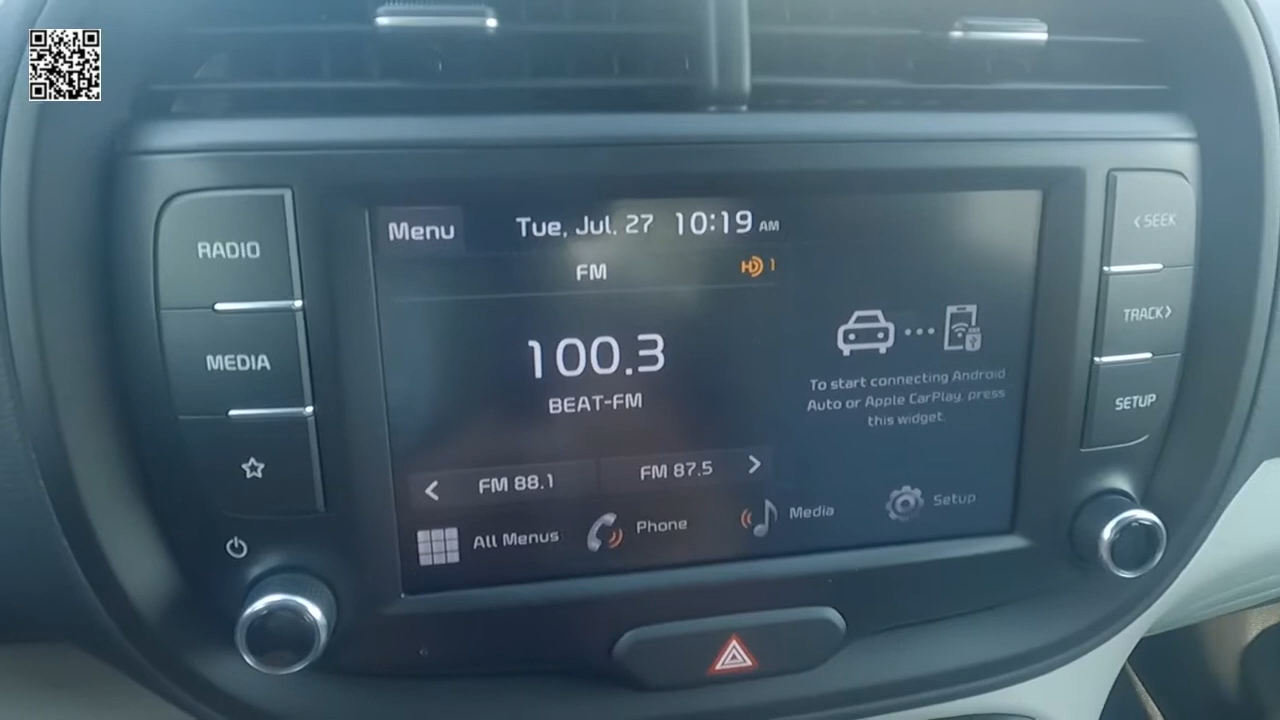 RADIO
MEDIA
Menu
Tue, Jul. 27 10:19 AM
FM
HD 1
100.3
BEAT-FM
< FM 88.1
FM 87.5 >
All Menus
Phone
Media
Setup
To start connecting Android
Auto or Apple CarPlay, press
this widget.
< SEEK
TRACK >
SETUP